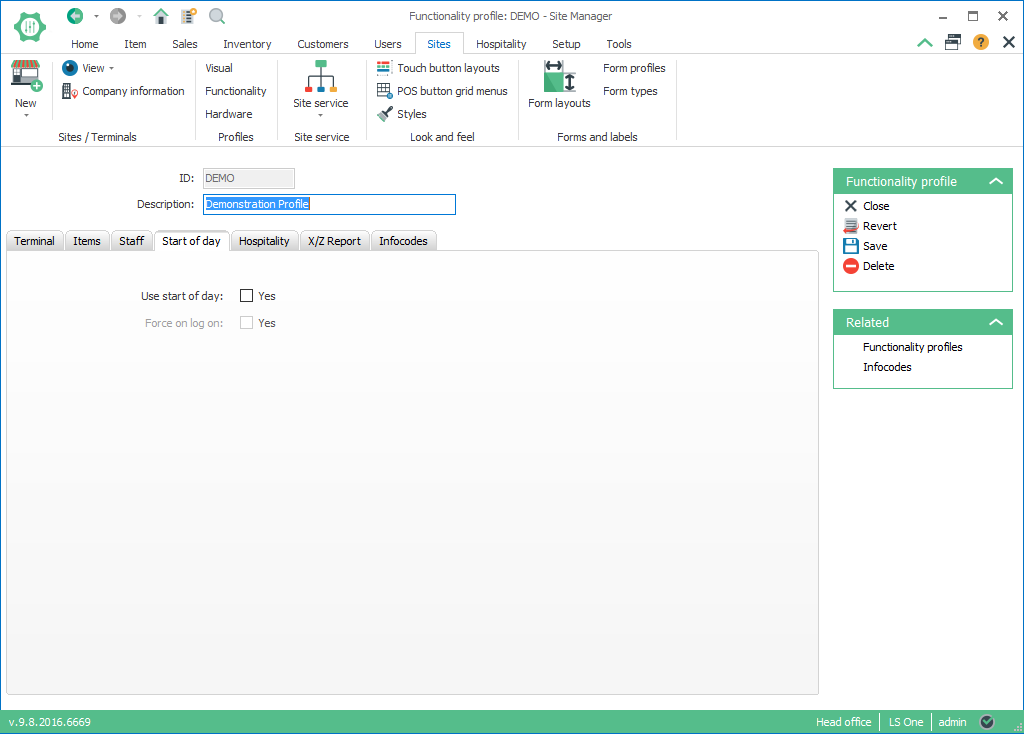 Functionality profile: DEMO - Site Manager
Home Item Sales Inventory Customers Users Sites Hospitality Setup Tools
?
New
View
Company information
Sites / Terminals
Visual
Functionality
Hardware
Profiles
Site service
Site service
Touch button layouts
POS button grid menus
Styles
Look and feel
Form layouts
Form profiles
Form types
Forms and labels
ID: DEMO
Description: Demonstration Profile
Terminal Items Staff Start of day Hospitality X/Z Report Infocodes
Use start of day: Yes
Force on log on: Yes
Functionality profile
Close
Revert
Save
Delete
Related
Functionality profiles
Infocodes
v.9.8.2016.6669
Head office LS One admin